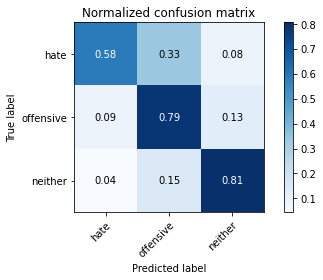 Normalized confusion matrix
True label
hate
offensive
neither
0.58 0.33 0.08
0.09 0.79 0.13
0.04 0.15 0.81
hate
offensive
neither
Predicted label
0.8
0.7
0.6
0.5
0.4
0.3
0.2
0.1